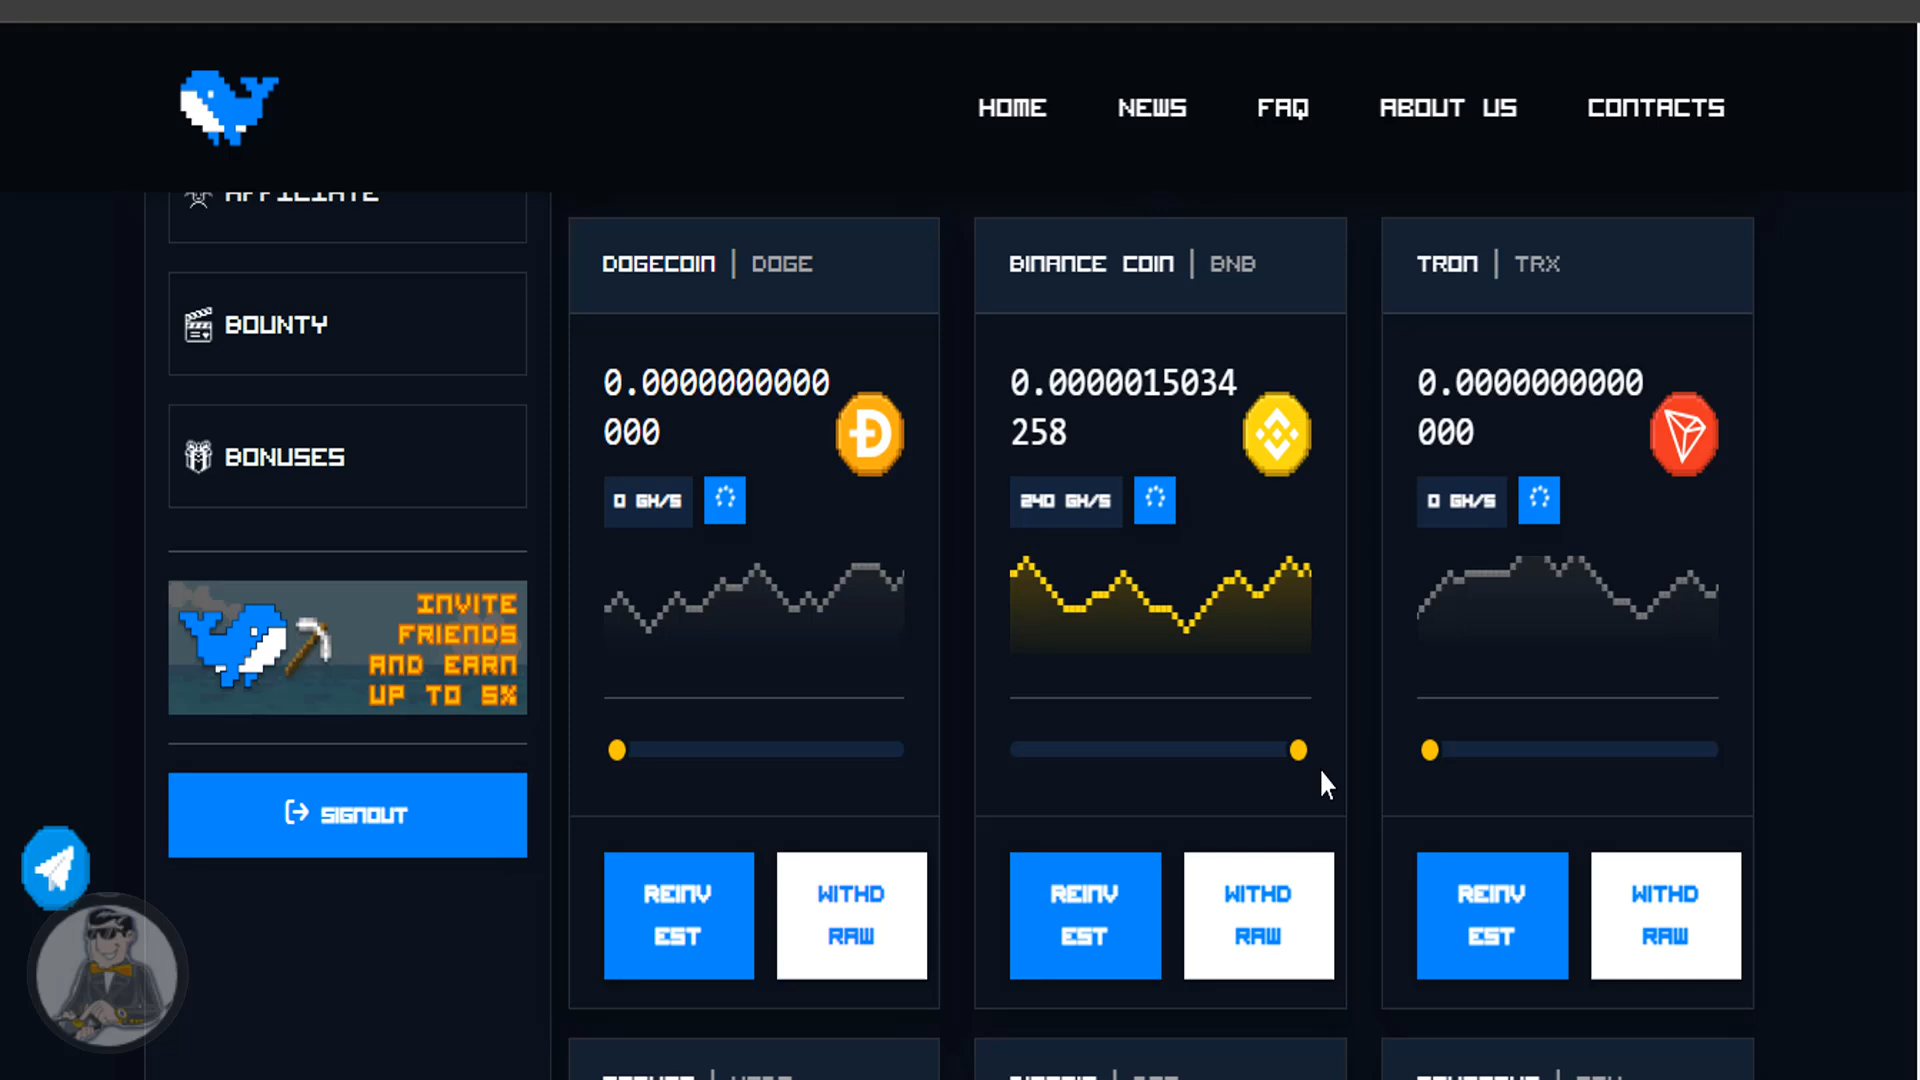 HOME NEWS FAQ ABOUT US CONTACTS
AFFILIATE
BOUNTY
BONUSES
INVITE
FRIENDS
AND EARN
UP TO 5%
SIGNOUT
DOGECOIN | DOGE
0.0000000000
000
0 GH/S
REINV
EST
WITHD
RAW
BINANCE COIN | BNB
0.0000015034
258
240 GH/S
REINV
EST
WITHD
RAW
TRON | TRX
0.0000000000
000
0 GH/S
REINV
EST
WITHD
RAW